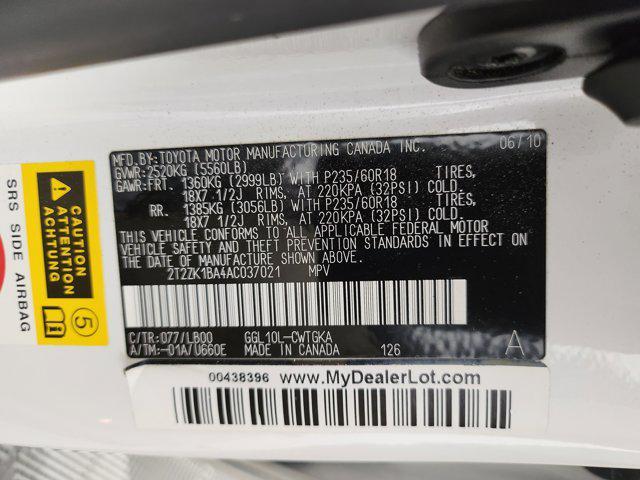 MFD.BY:TOYOTA MOTOR MANUFACTURING CANADA INC. 06/10
GVWR:2520KG (5560LB)
GAWR:FRT. 1360KG (2999LB) WITH P235/60R18 TIRES,
18X7 1/2J RIMS, AT 220KPA (32PSI) COLD.
RR. 1385KG (3056LB) WITH P235/60R18 TIRES,
18X7 1/2J RIMS, AT 220KPA (32PSI) COLD.
THIS VEHICLE CONFORMS TO ALL APPLICABLE FEDERAL MOTOR
VEHICLE SAFETY AND THEFT PREVENTION STANDARDS IN EFFECT ON
THE DATE OF MANUFACTURE SHOWN ABOVE.
2T2ZK1BA4AC037021 MPV
C/TR:077/LB00 GGL10L-CWTGKA
A/TM:-01A/U660E MADE IN CANADA 126 A
00438396 www.MyDealerLot.com
CAUTION
ATTENTION
ACHTUNG
5
SRS SIDE AIRBAG